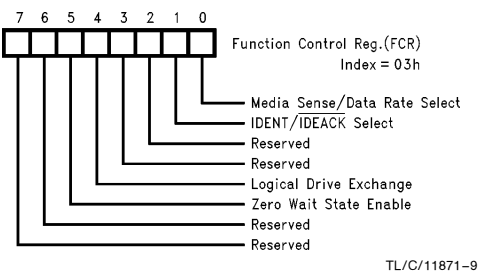 7 6 5 4 3 2 1 0
Function Control Reg.(FCR)
Index = 03h
Media Sense/Data Rate Select
IDENT/IDEACK Select
Reserved
Reserved
Logical Drive Exchange
Zero Wait State Enable
Reserved
Reserved
TL/C/11871–9